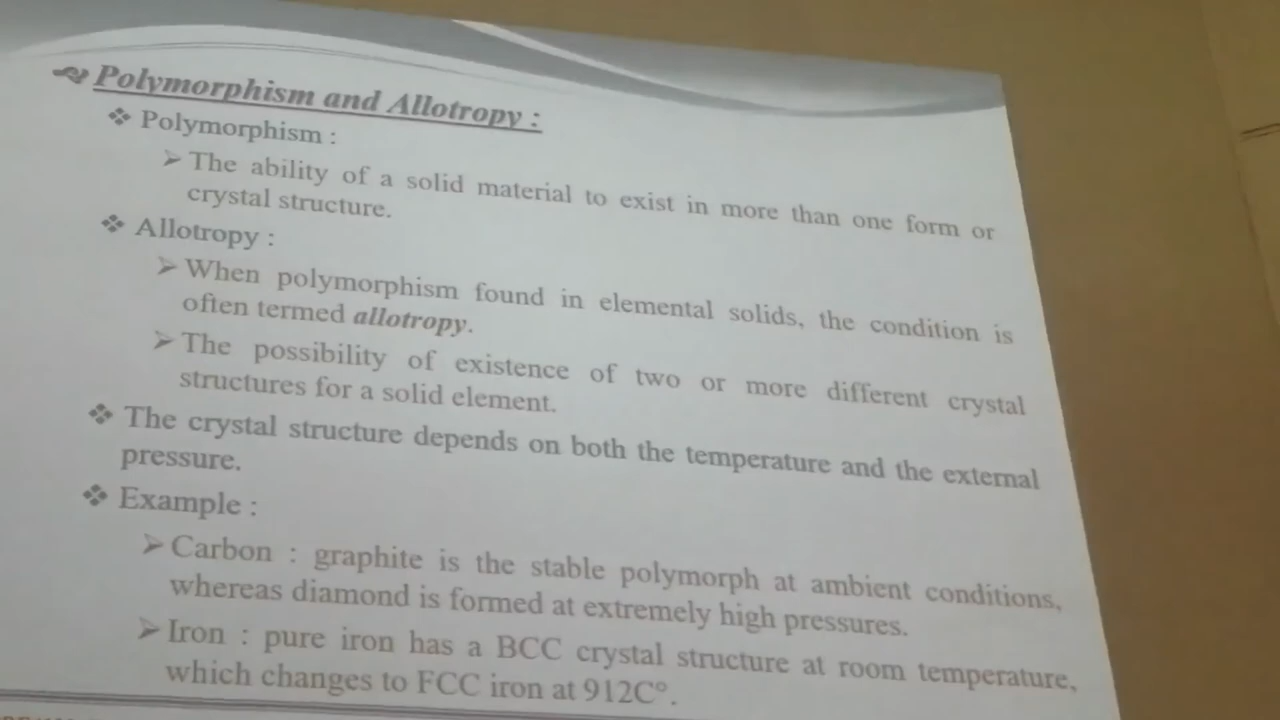 Polymorphism and Allotropy :
❖ Polymorphism :
➢ The ability of a solid material to exist in more than one form or
crystal structure.
❖ Allotropy :
➢ When polymorphism found in elemental solids, the condition is
often termed allotropy.
➢ The possibility of existence of two or more different crystal
structures for a solid element.
❖ The crystal structure depends on both the temperature and the external
pressure.
❖ Example :
➢ Carbon : graphite is the stable polymorph at ambient conditions,
whereas diamond is formed at extremely high pressures.
➢ Iron : pure iron has a BCC crystal structure at room temperature,
which changes to FCC iron at 912C°.